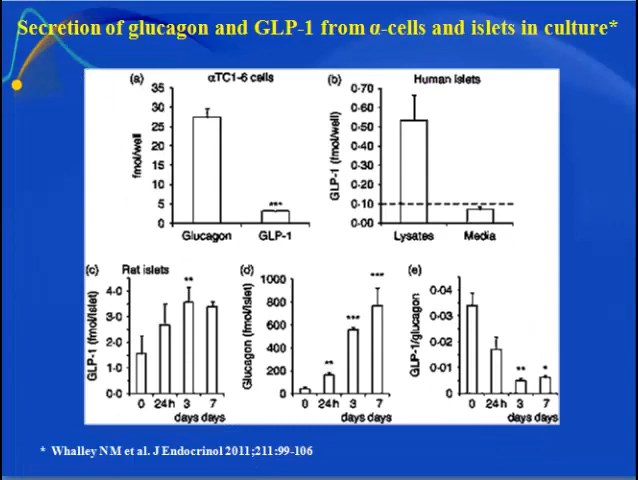 Secretion of glucagon and GLP-1 from α-cells and islets in culture*
(a) αTC1-6 cells
35
30
25
20
15
10
5
0
fmol/well
***
Glucagon GLP-1
(b) Human islets
0·70
0·60
0·50
0·40
0·30
0·20
0·10
0·00
GLP-1 (fmol/well)
Lysates Media
(c) Rat islets
4·0
3·0
2·0
1·0
0·0
GLP-1 (fmol/islet)
**
0 24 h 3 7
days days
(d)
1000
800
600
400
200
0
Glucagon (fmol/islet)
** *** ***
0 24 h 3 7
days days
(e)
0·04
0·03
0·02
0·01
0
GLP-1/glucagon
** *
0 24 h 3 7
days days
* Whalley NM et al. J Endocrinol 2011;211:99-106